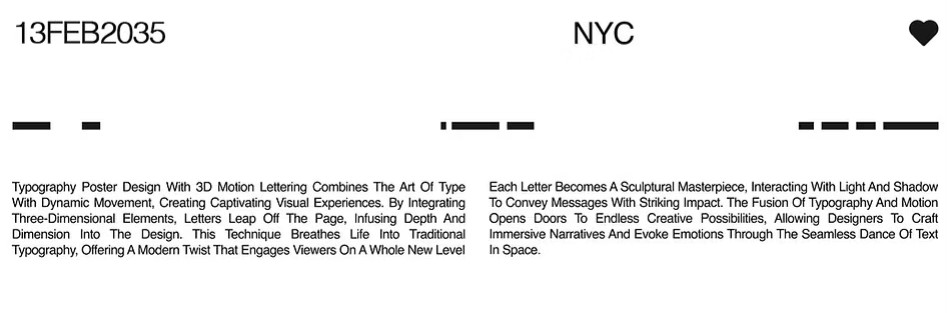 13FEB2035
NYC
Typography Poster Design With 3D Motion Lettering Combines The Art Of Type
With Dynamic Movement, Creating Captivating Visual Experiences. By Integrating
Three-Dimensional Elements, Letters Leap Off The Page, Infusing Depth And
Dimension Into The Design. This Technique Breathes Life Into Traditional
Typography, Offering A Modern Twist That Engages Viewers On A Whole New Level
Each Letter Becomes A Sculptural Masterpiece, Interacting With Light And Shadow
To Convey Messages With Striking Impact. The Fusion Of Typography And Motion
Opens Doors To Endless Creative Possibilities, Allowing Designers To Craft
Immersive Narratives And Evoke Emotions Through The Seamless Dance Of Text
In Space.